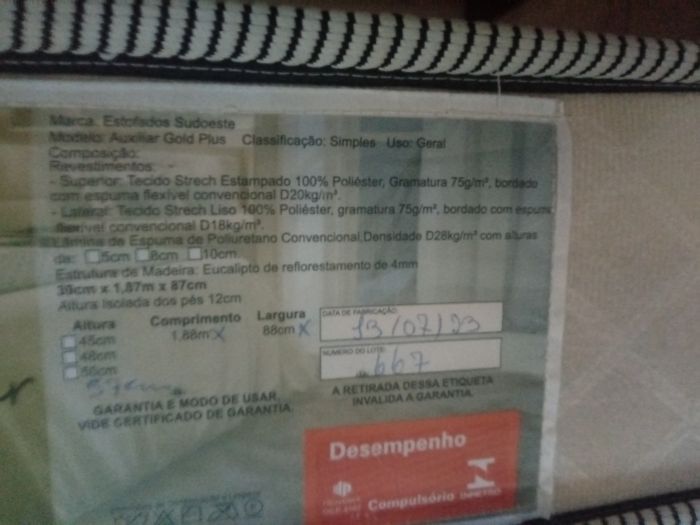 Marca: Estofados Sudoeste
Modelo: Auxiliar Gold Plus Classificação: Simples Uso: Geral
Composição:
Revestimentos: -
- Superior: Tecido Strech Estampado 100% Poliéster, Gramatura 75g/m², bordado
com espuma flexível convencional D20kg/m³.
- Lateral: Tecido Strech Liso 100% Poliéster, gramatura 75g/m², bordado com espuma
flexível convencional D18kg/m³.
Lâmina de Espuma de Poliuretano Convencional Densidade D28kg/m³ com alturas
de: 5cm 8cm 10cm
Estrutura de Madeira: Eucalipto de reflorestamento de 4mm
x 1,87m x 87cm
Altura Isolada dos pés 12cm
Altura Comprimento Largura
45cm 1,88m X 88cm X
48cm
56cm
DATA DE FABRICAÇÃO:
13/07/23
NUMERO DO LOTE:
667
GARANTIA E MODO DE USAR
VIDE CERTIFICADO DE GARANTIA.
A RETIRADA DESSA ETIQUETA
INVALIDA A GARANTIA.
Desempenho
Compulsório
INMETRO